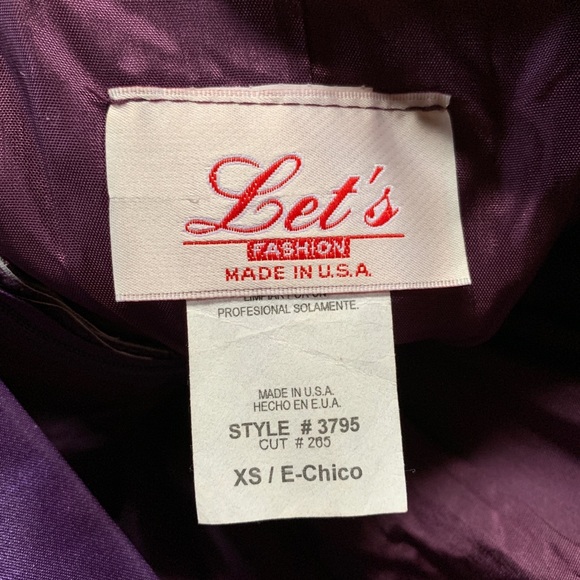 Let's
FASHION
MADE IN U.S.A.
PROFESIONAL SOLAMENTE.
MADE IN U.S.A.
HECHO EN E.U.A.
STYLE # 3795
CUT # 265
XS / E-Chico